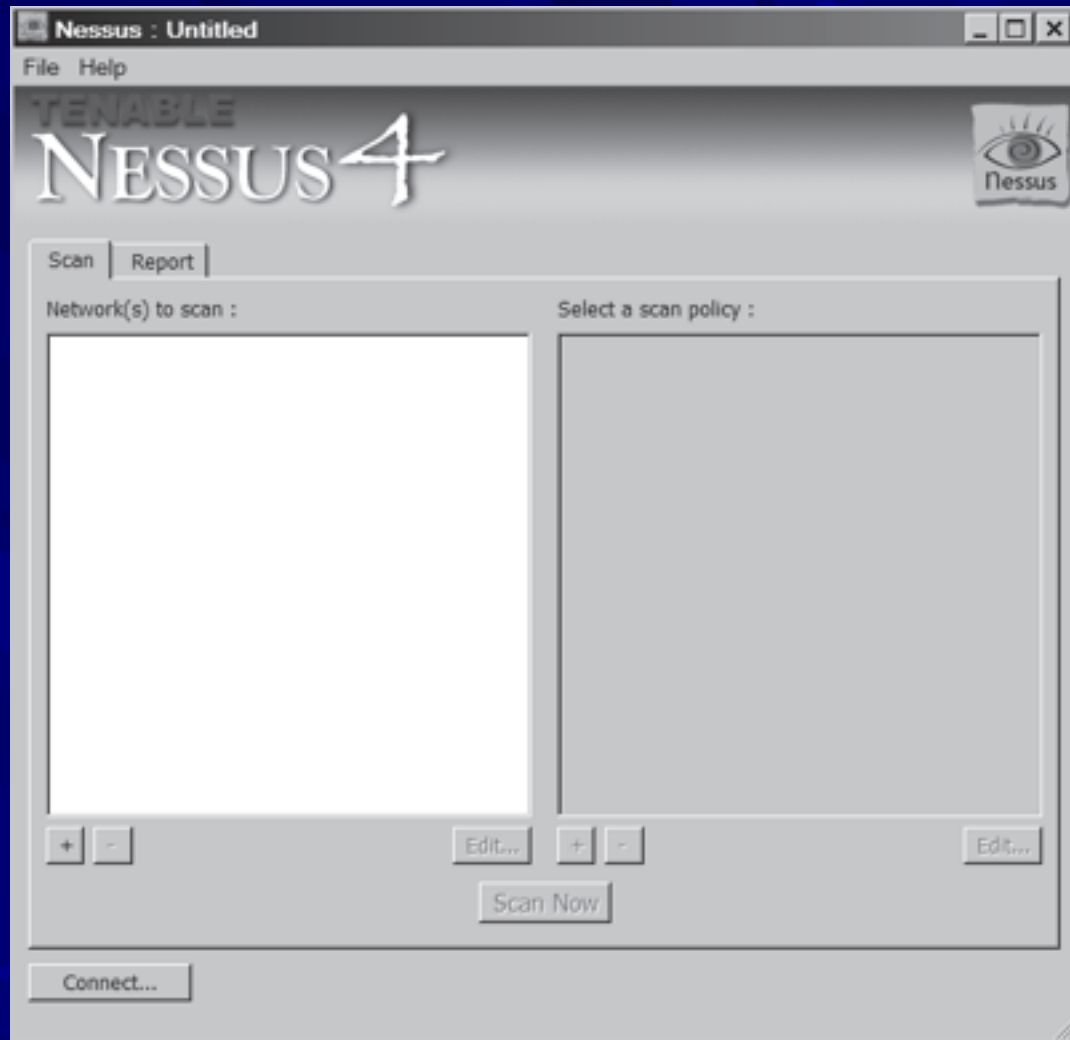 Nessus : Untitled
File Help
TENABLE
NESSUS 4
Nessus
Scan Report
Network(s) to scan :
Select a scan policy :
+ - Edit... + - Edit...
Scan Now
Connect...